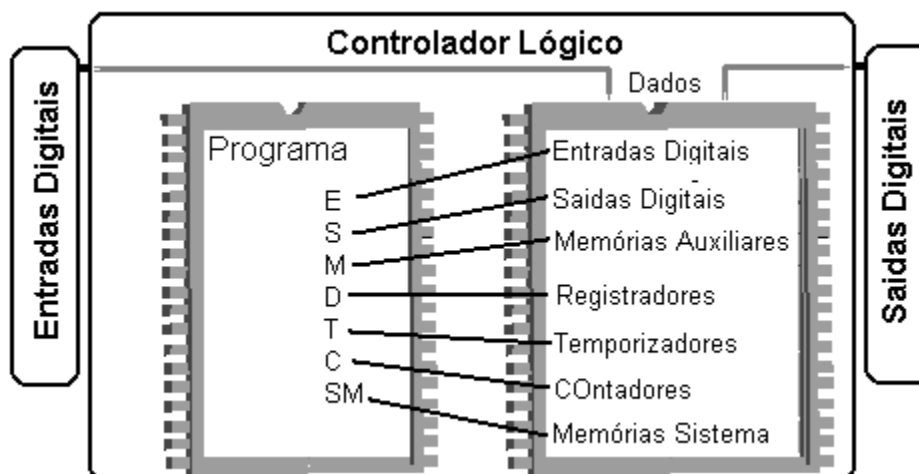 Controlador Lógico
Entradas Digitais
Dados
Programa
E
S
M
D
T
C
SM
Entradas Digitais
Saidas Digitais
Memórias Auxiliares
Registradores
Temporizadores
COntadores
Memórias Sistema
Saidas Digitais